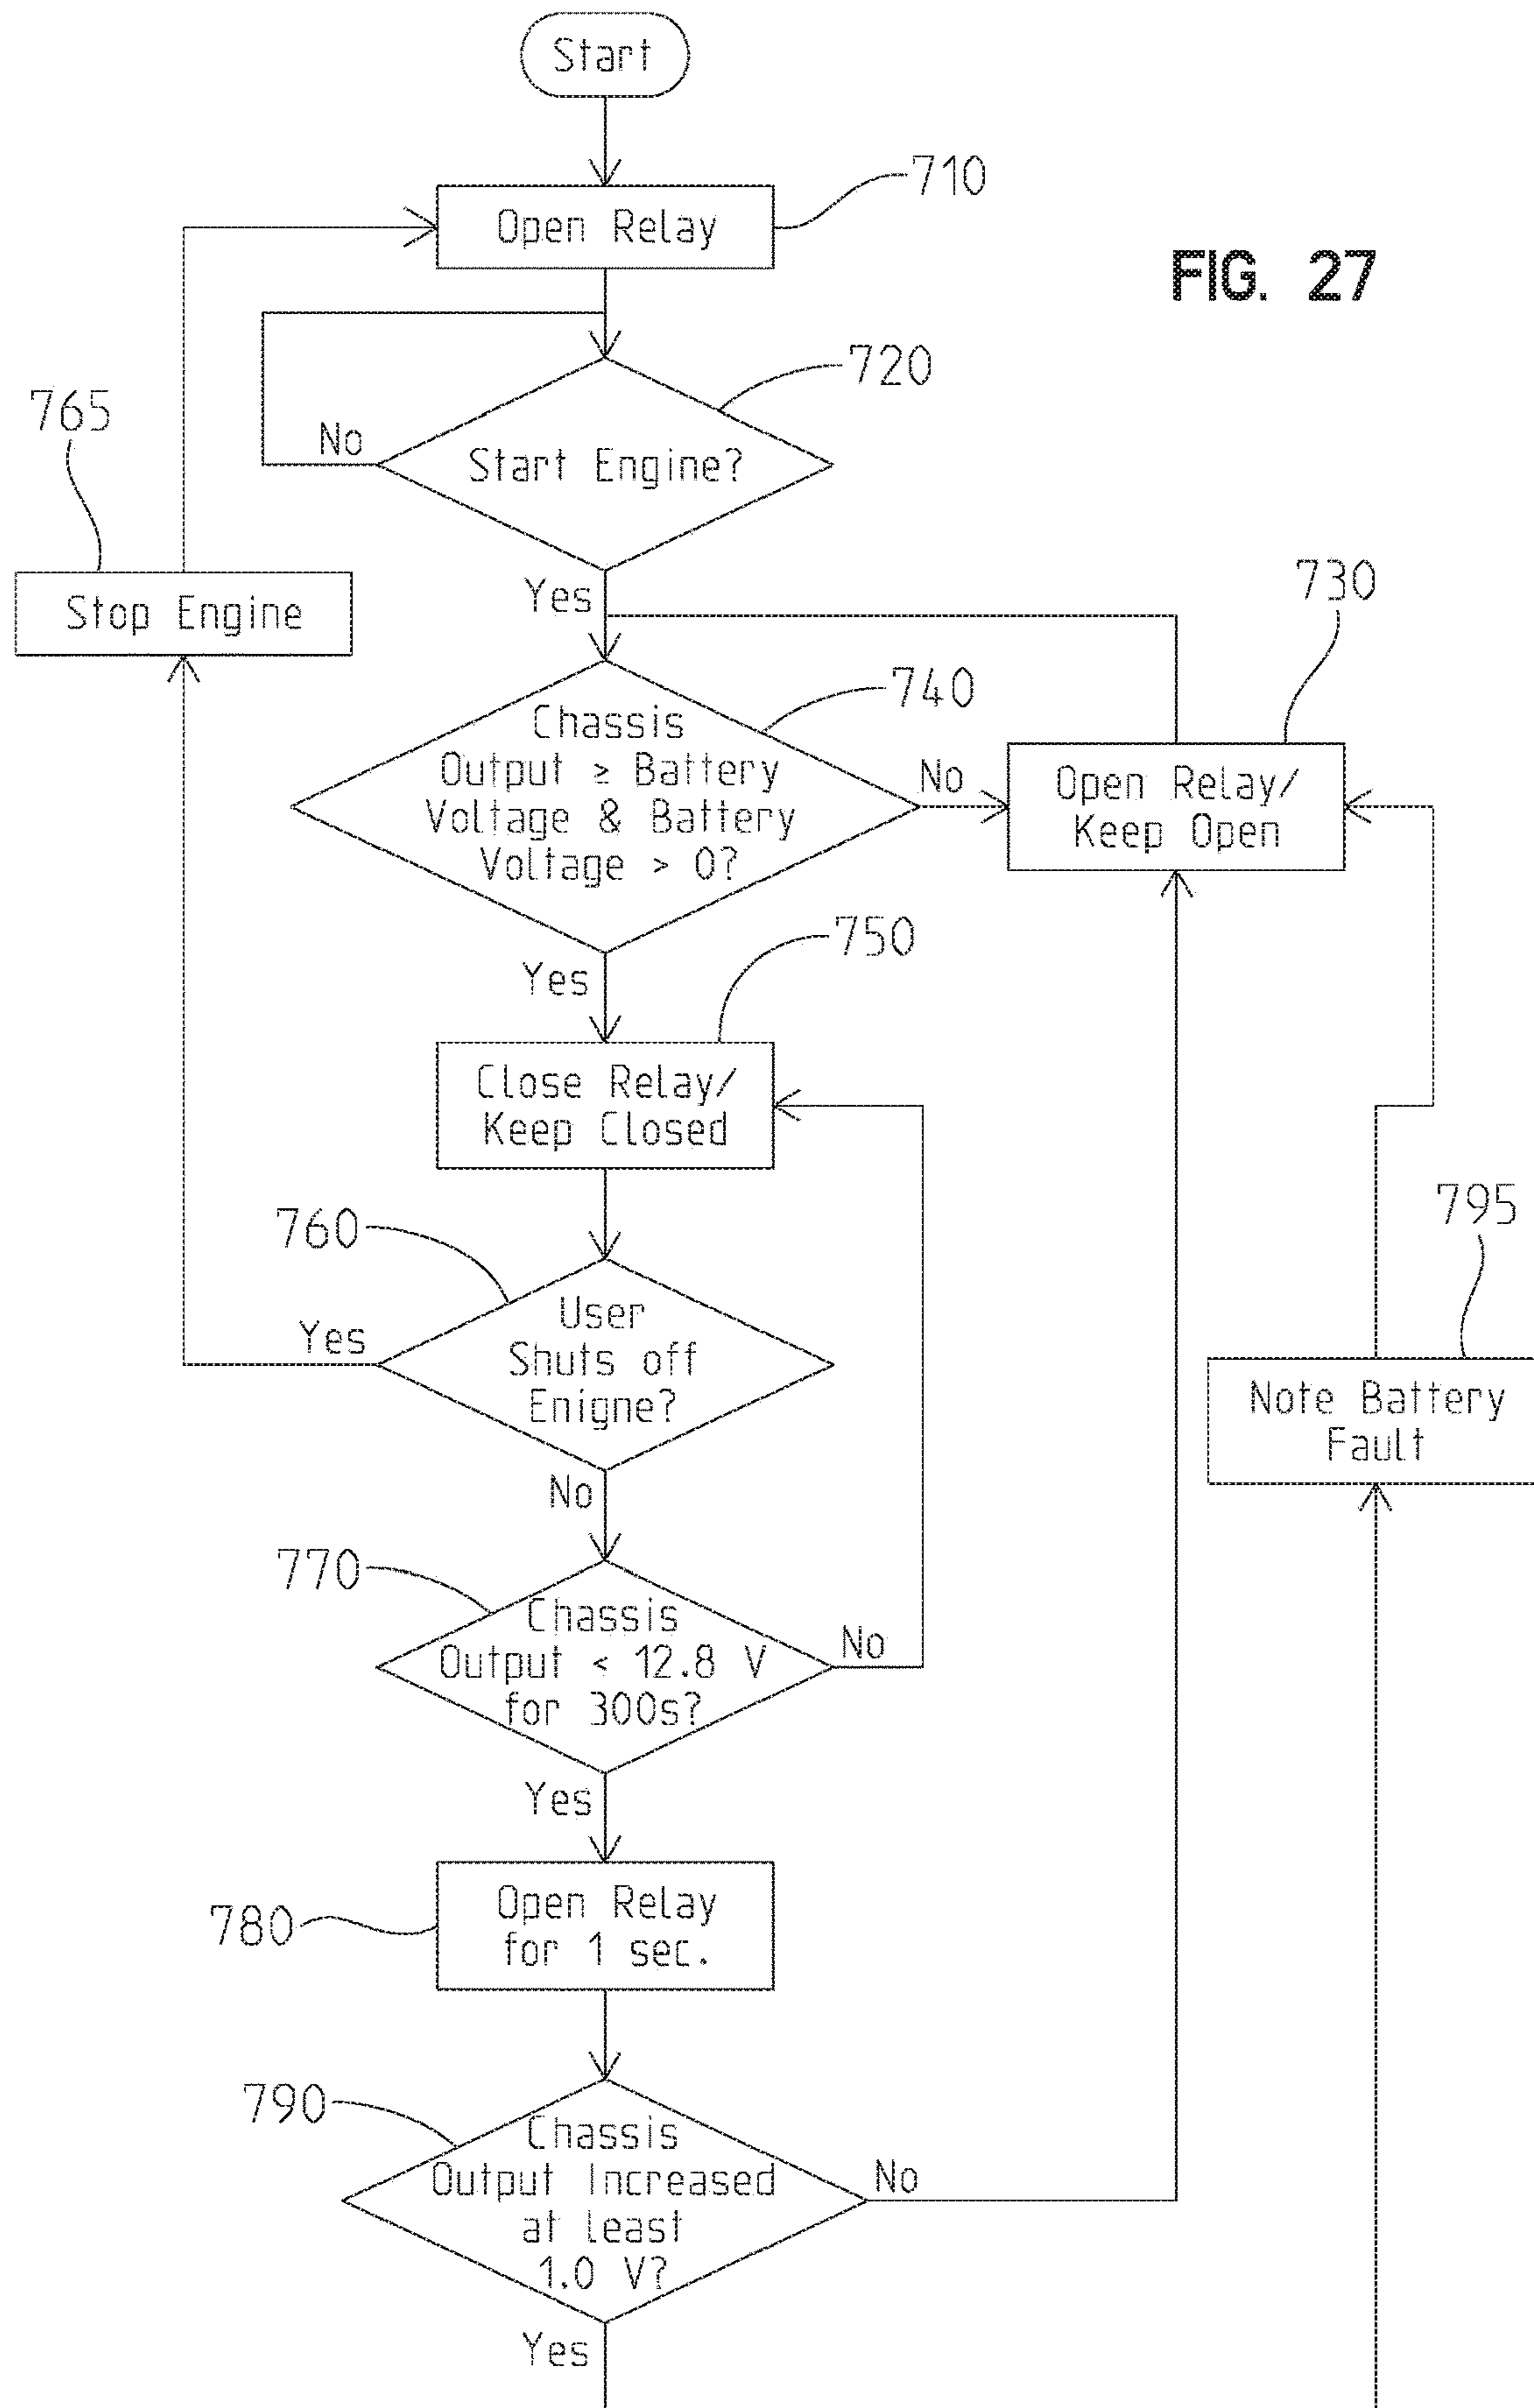 Start
710
Open Relay
FIG. 27
720
765
No
Start Engine?
Stop Engine
Yes
730
740
Chassis
Output ≥ Battery
Voltage & Battery
Voltage > 0?
No
Open Relay/
Keep Open
750
Yes
Close Relay/
Keep Closed
795
760
User
Shuts off
Enigne?
Yes
Note Battery
Fault
No
770
Chassis
Output < 12.8 V
for 300s?
No
Yes
780
Open Relay
for 1 sec.
790
Chassis
Output Increased
at least
1.0 V?
No
Yes